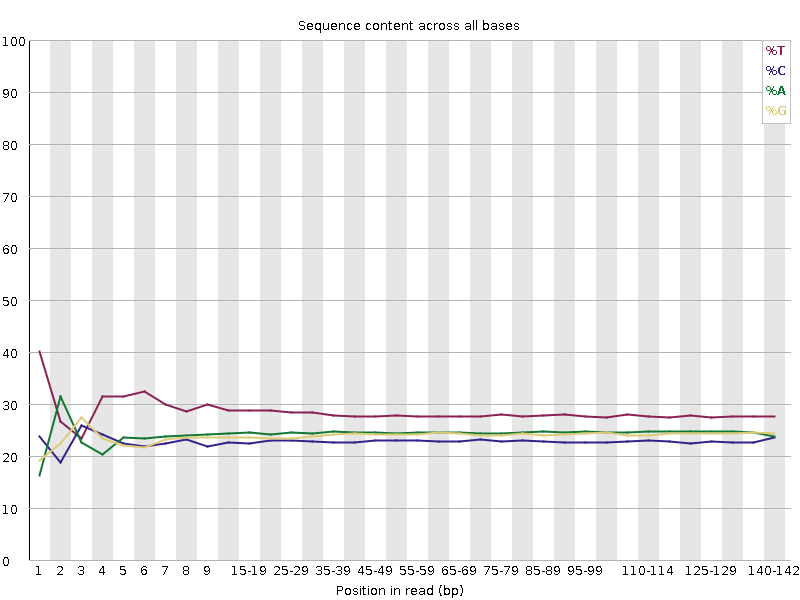 Sequence content across all bases
%T
%C
%A
%G
100
90
80
70
60
50
40
30
20
10
0
1 2 3 4 5 6 7 8 9 15-19 25-29 35-39 45-49 55-59 65-69 75-79 85-89 95-99 110-114 125-129 140-142
Position in read (bp)